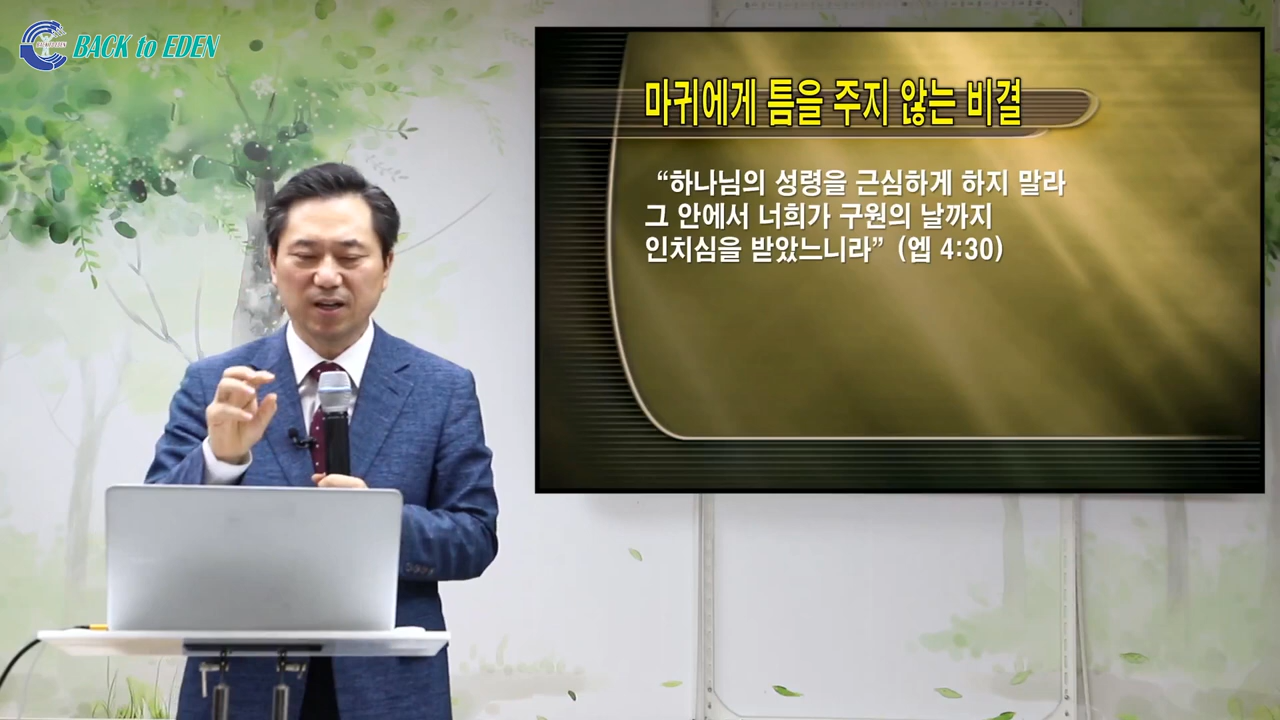 BACK to EDEN
마귀에게 틈을 주지 않는 비결
“하나님의 성령을 근심하게 하지 말라
그 안에서 너희가 구원의 날까지
인치심을 받았느니라” (엡 4:30)